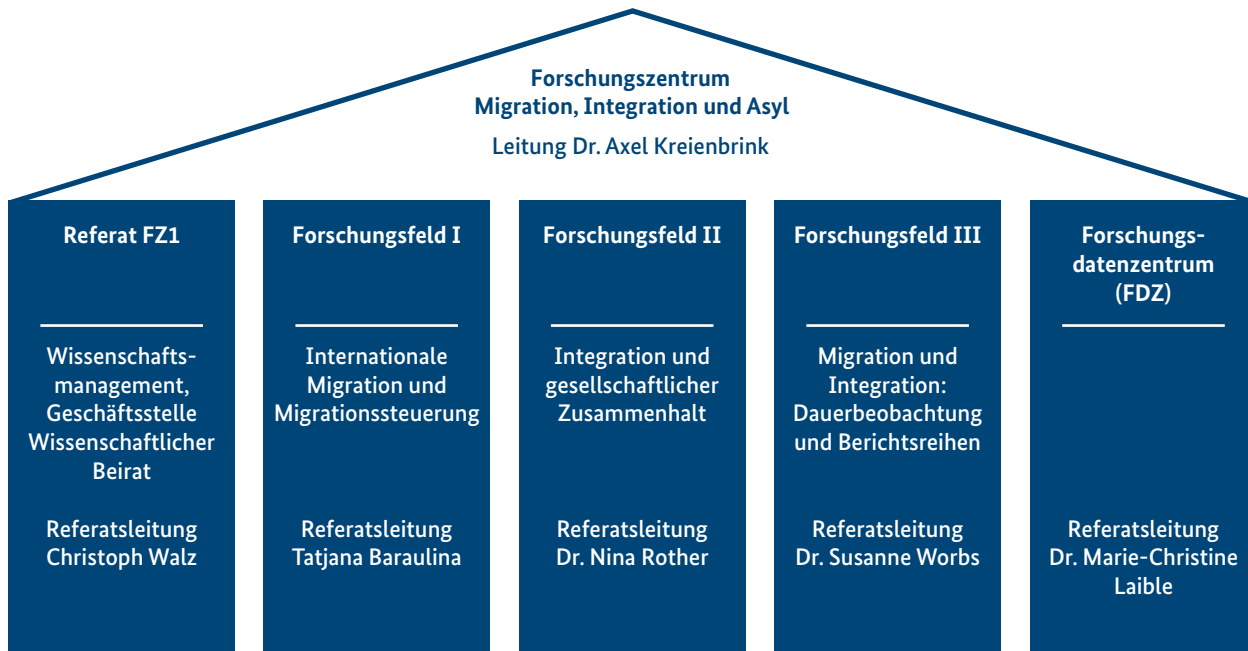 Forschungszentrum
Migration, Integration und Asyl
Leitung Dr. Axel Kreienbrink
Referat FZ1
Wissenschafts-
management,
Geschäftsstelle
Wissenschaftlicher
Beirat
Referatsleitung
Christoph Walz
Forschungsfeld I
Internationale
Migration und
Migrationssteuerung
Referatsleitung
Tatjana Baraulina
Forschungsfeld II
Integration und
gesellschaftlicher
Zusammenhalt
Referatsleitung
Dr. Nina Rother
Forschungsfeld III
Migration und
Integration:
Dauerbeobachtung
und Berichtsreihen
Referatsleitung
Dr. Susanne Worbs
Forschungs-
datenzentrum
(FDZ)
Referatsleitung
Dr. Marie-Christine
Laible